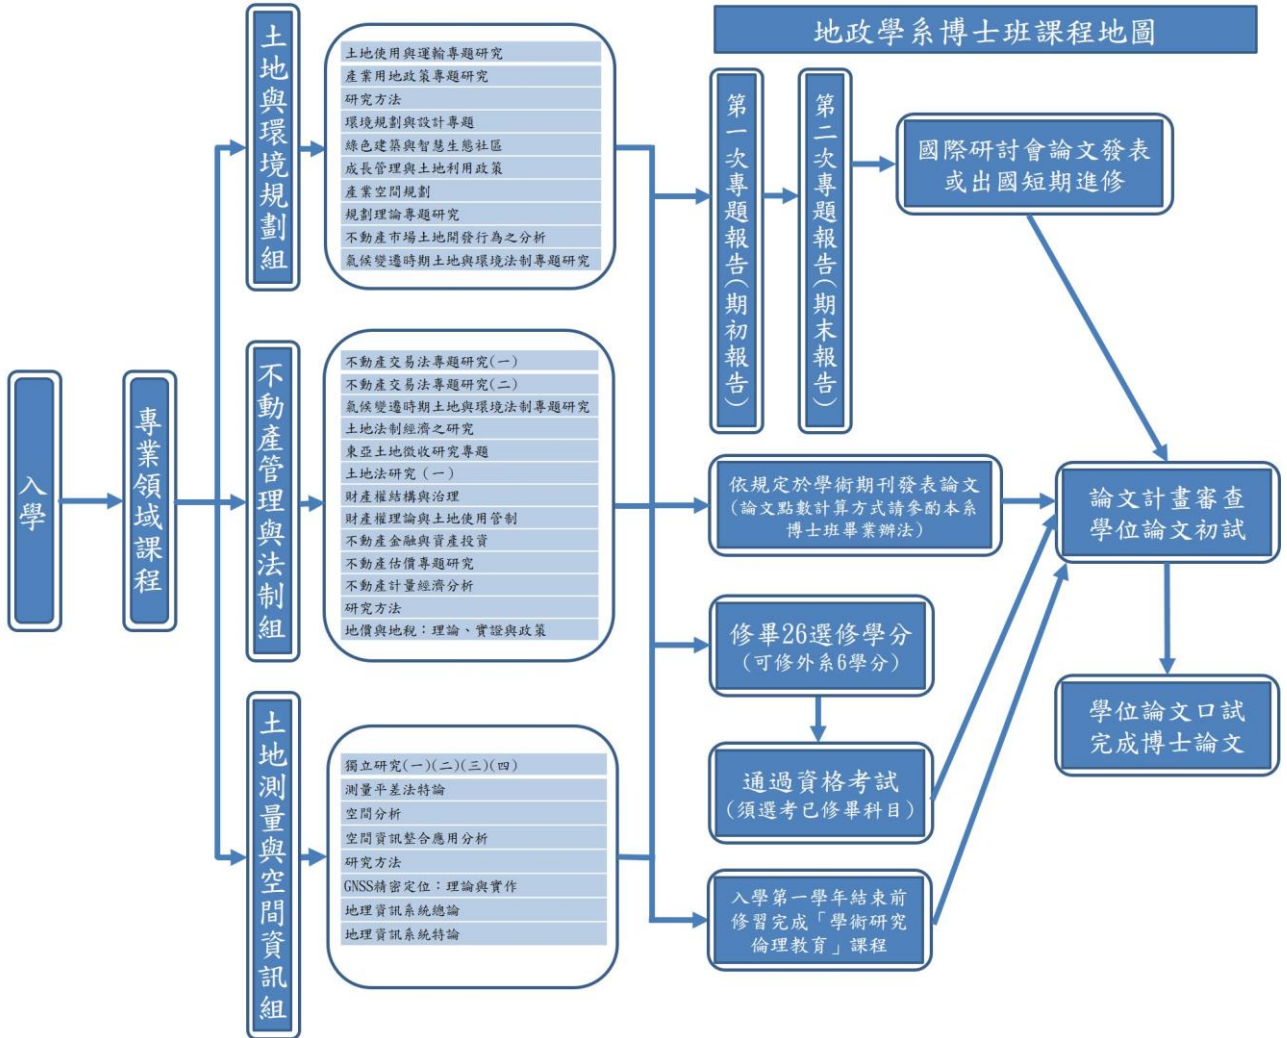 地政學系博士班課程地圖
入學
專業領域課程
土地與環境規劃組
土地使用與運輸專題研究
產業用地政策專題研究
研究方法
環境規劃與設計專題
綠色建築與智慧生態社區
成長管理與土地利用政策
產業空間規劃
規劃理論專題研究
不動產市場土地開發行為之分析
氣候變遷時期土地與環境法制專題研究
不動產管理與法制組
不動產交易法專題研究(一)
不動產交易法專題研究(二)
氣候變遷時期土地與環境法制專題研究
土地法制經濟之研究
東亞土地徵收研究專題
土地法研究 (一)
財產權結構與治理
財產權理論與土地使用管制
不動產金融與資產投資
不動產估價專題研究
不動產計量經濟分析
研究方法
地價與地稅：理論、實證與政策
土地測量與空間資訊組
獨立研究(一)(二)(三)(四)
測量平差法特論
空間分析
空間資訊整合應用分析
研究方法
GNSS精密定位：理論與實作
地理資訊系統總論
地理資訊系統特論
第一次專題報告(期初報告)
第二次專題報告(期末報告)
國際研討會論文發表
或出國短期進修
依規定於學術期刊發表論文
(論文點數計算方式請參酌本系
博士班畢業辦法)
修畢26選修學分
(可修外系6學分)
通過資格考試
(須選考已修畢科目)
入學第一學年結束前
修習完成「學術研究
倫理教育」課程
論文計畫審查
學位論文初試
學位論文口試
完成博士論文